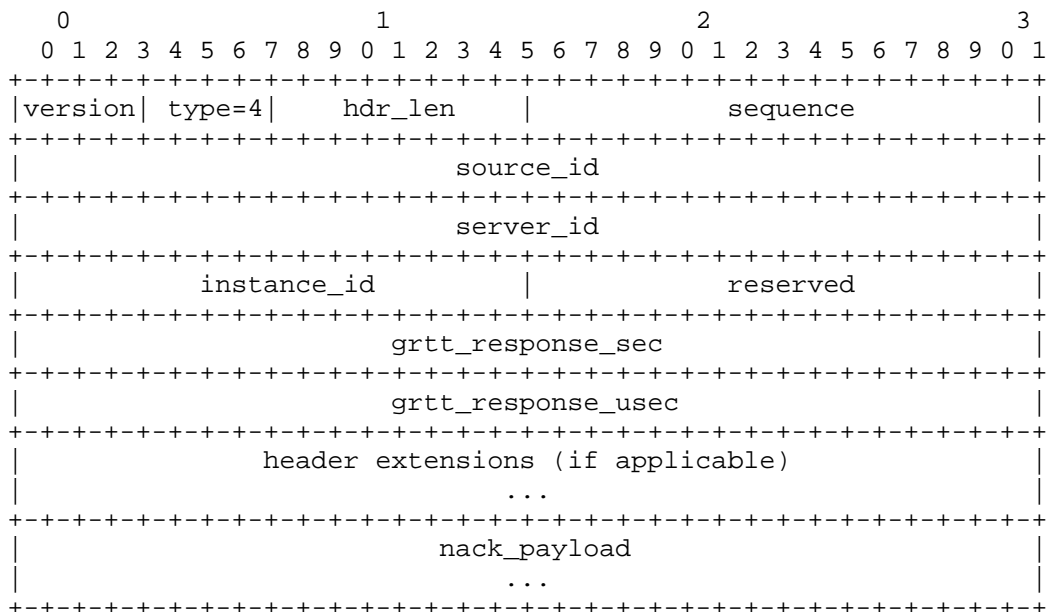 0                   1                   2                   3
0 1 2 3 4 5 6 7 8 9 0 1 2 3 4 5 6 7 8 9 0 1 2 3 4 5 6 7 8 9 0 1
+-+-+-+-+-+-+-+-+-+-+-+-+-+-+-+-+-+-+-+-+-+-+-+-+-+-+-+-+-+-+-+-+
|version| type=4|    hdr_len    |            sequence           |
+-+-+-+-+-+-+-+-+-+-+-+-+-+-+-+-+-+-+-+-+-+-+-+-+-+-+-+-+-+-+-+-+
|                           source_id                           |
+-+-+-+-+-+-+-+-+-+-+-+-+-+-+-+-+-+-+-+-+-+-+-+-+-+-+-+-+-+-+-+-+
|                           server_id                           |
+-+-+-+-+-+-+-+-+-+-+-+-+-+-+-+-+-+-+-+-+-+-+-+-+-+-+-+-+-+-+-+-+
|           instance_id         |            reserved           |
+-+-+-+-+-+-+-+-+-+-+-+-+-+-+-+-+-+-+-+-+-+-+-+-+-+-+-+-+-+-+-+-+
|                       grtt_response_sec                       |
+-+-+-+-+-+-+-+-+-+-+-+-+-+-+-+-+-+-+-+-+-+-+-+-+-+-+-+-+-+-+-+-+
|                       grtt_response_usec                      |
+-+-+-+-+-+-+-+-+-+-+-+-+-+-+-+-+-+-+-+-+-+-+-+-+-+-+-+-+-+-+-+-+
|               header extensions (if applicable)               |
|                              ...                              |
+-+-+-+-+-+-+-+-+-+-+-+-+-+-+-+-+-+-+-+-+-+-+-+-+-+-+-+-+-+-+-+-+
|                          nack_payload                         |
|                              ...                              |
+-+-+-+-+-+-+-+-+-+-+-+-+-+-+-+-+-+-+-+-+-+-+-+-+-+-+-+-+-+-+-+-+